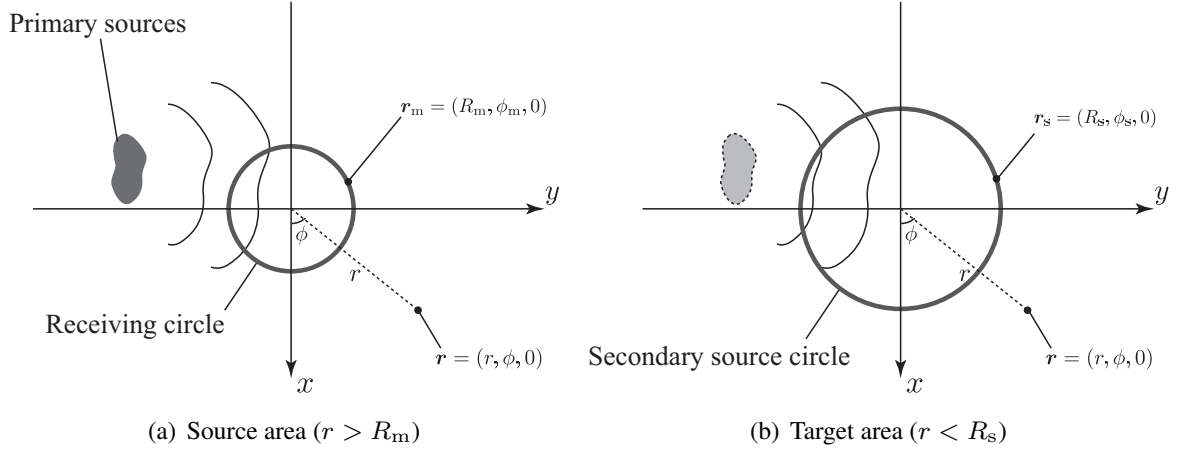 Primary sources
r_m = (R_m, ϕ_m, 0)
y
ϕ
r
Receiving circle
r = (r, ϕ, 0)
x
(a) Source area (r > R_m)
r_s = (R_s, ϕ_s, 0)
y
ϕ
r
Secondary source circle
r = (r, ϕ, 0)
x
(b) Target area (r < R_s)